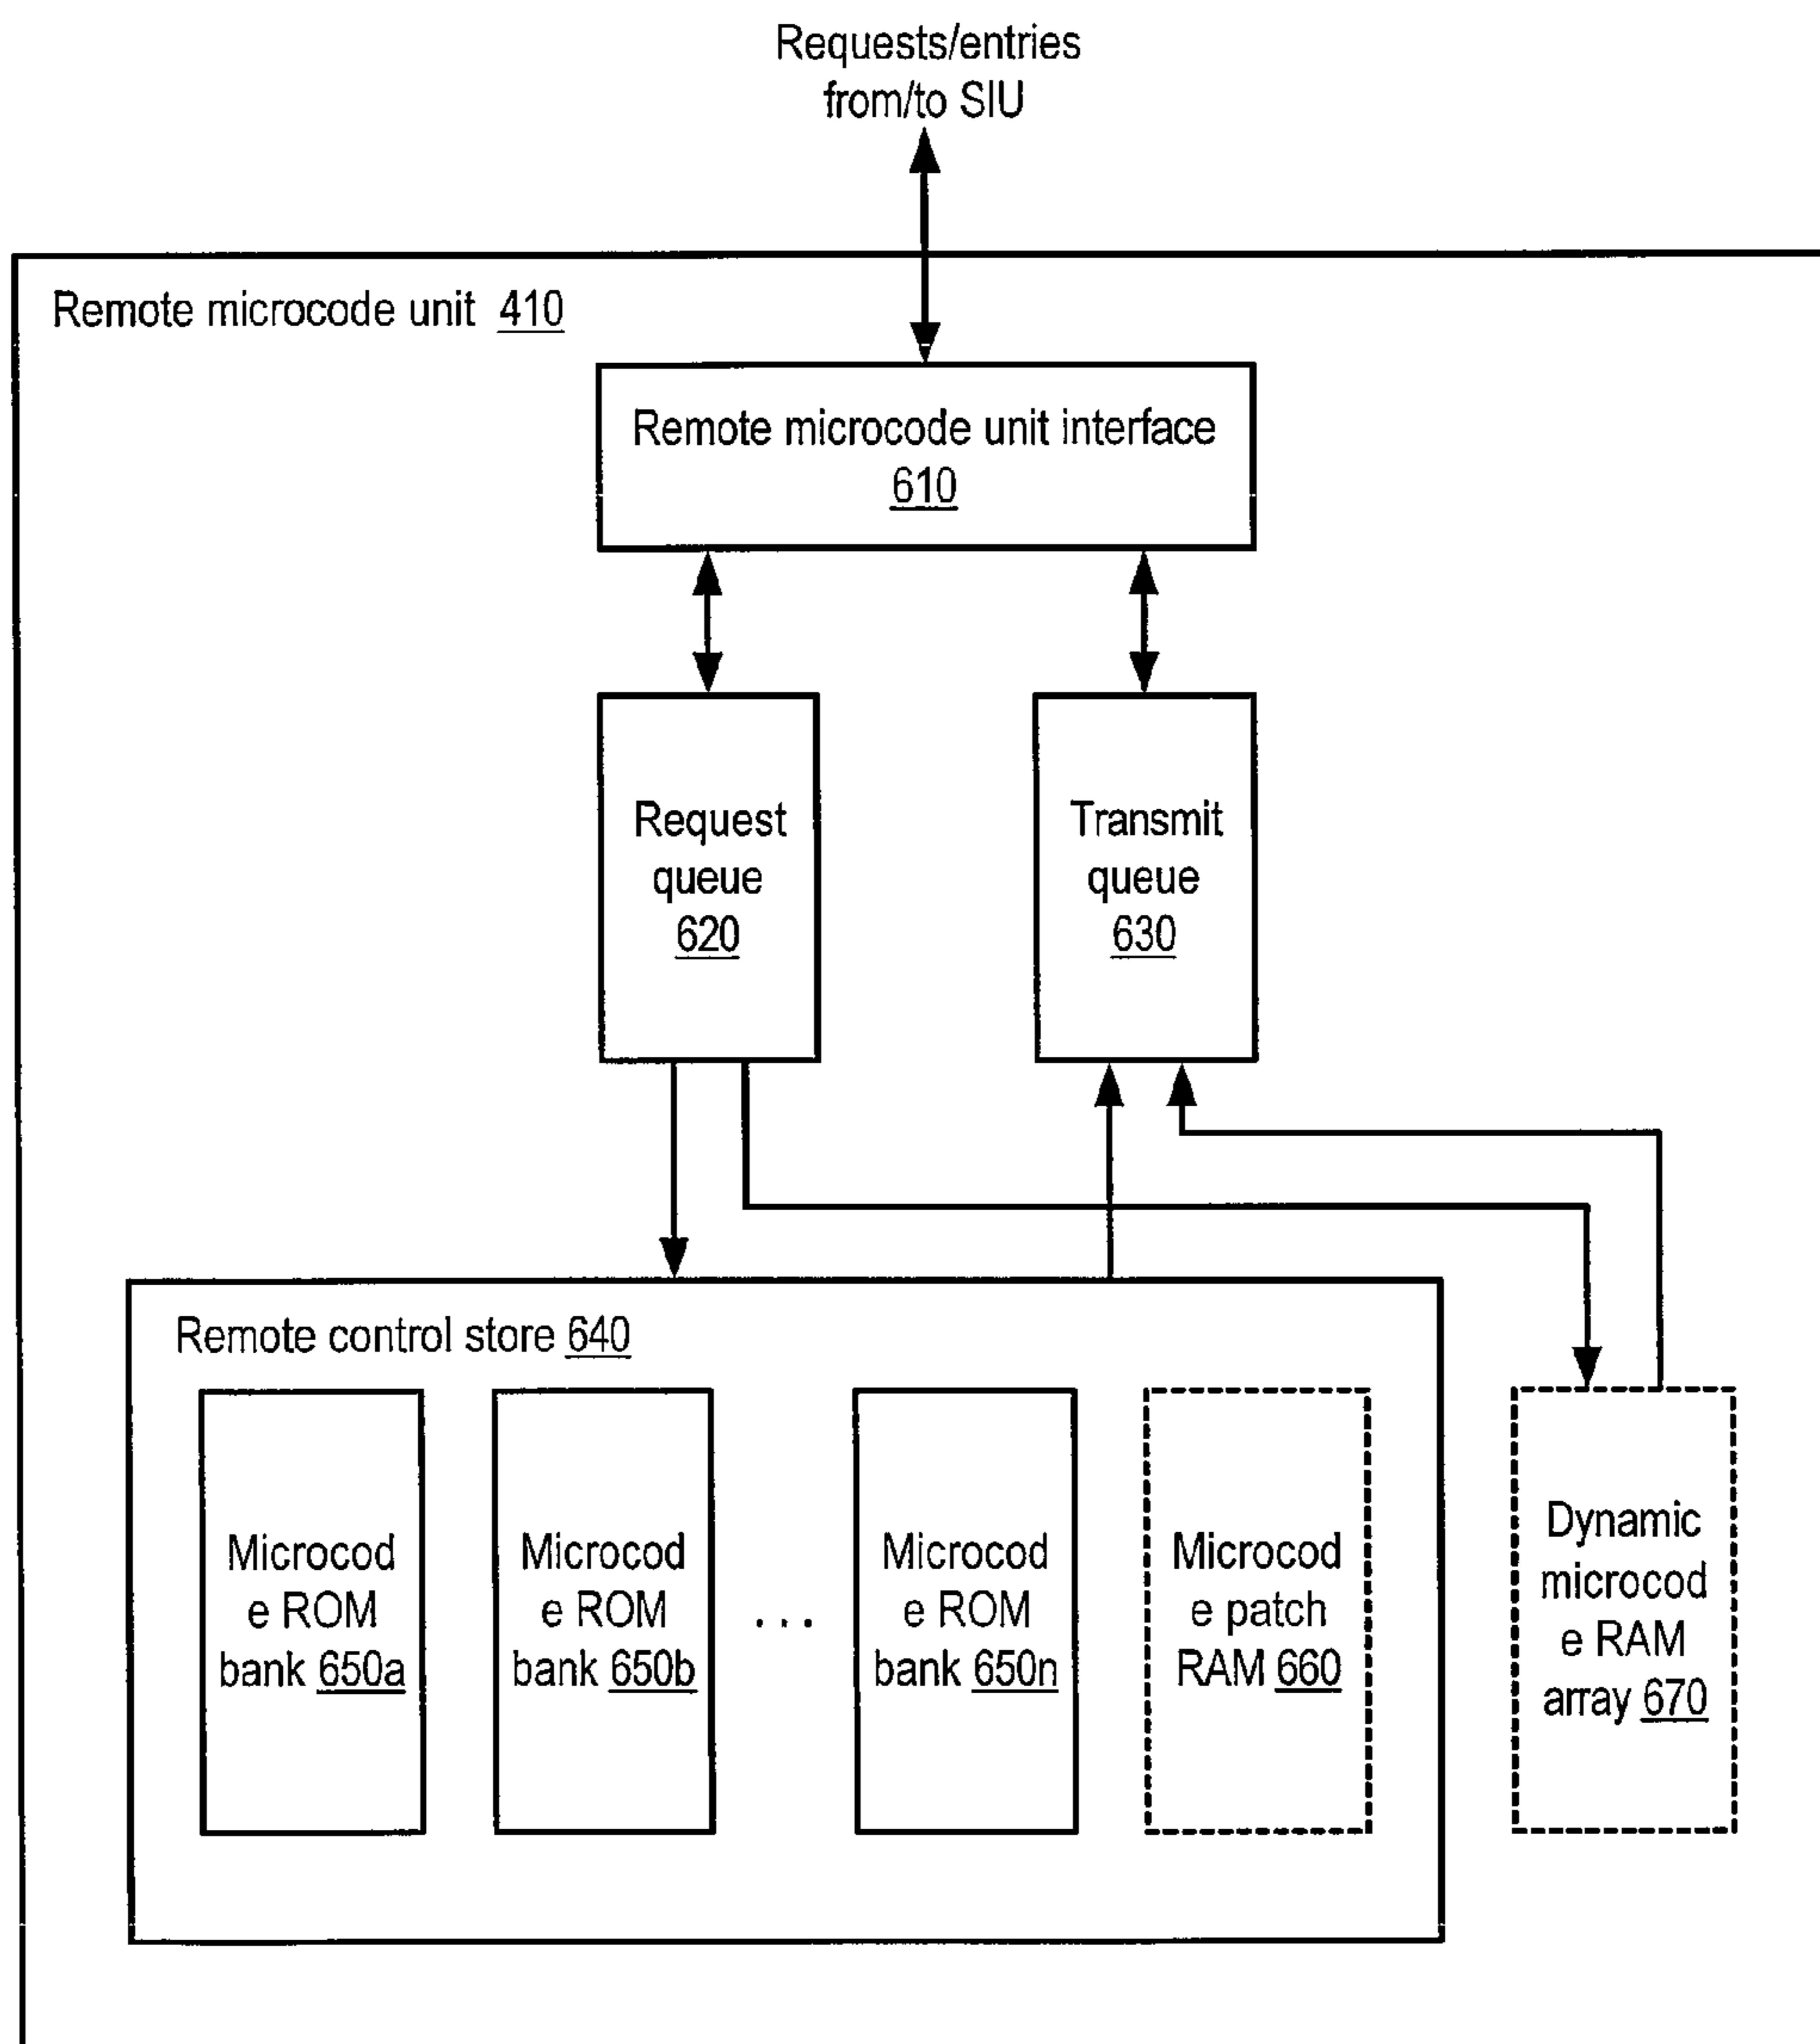 Requests/entries
from/to SIU
Remote microcode unit 410
Remote microcode unit interface
610
Request
queue
620
Transmit
queue
630
Remote control store 640
Microcod
e ROM
bank 650a
Microcod
e ROM
bank 650b
...
Microcod
e ROM
bank 650n
Microcod
e patch
RAM 660
Dynamic
microcod
e RAM
array 670